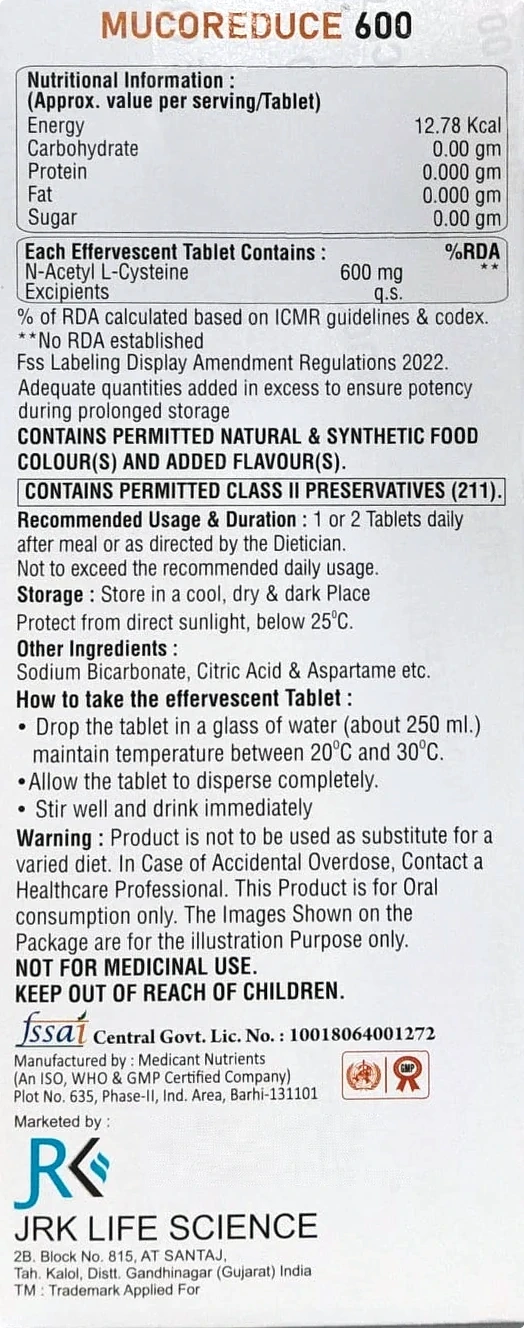 MUCOREDUCE 600
Nutritional Information :
(Approx. value per serving/Tablet)
Energy 12.78 Kcal
Carbohydrate 0.00 gm
Protein 0.000 gm
Fat 0.000 gm
Sugar 0.00 gm
Each Effervescent Tablet Contains : %RDA
N-Acetyl L-Cysteine 600 mg **
Excipients q.s.
% of RDA calculated based on ICMR guidelines & codex.
**No RDA established
Fss Labeling Display Amendment Regulations 2022.
Adequate quantities added in excess to ensure potency
during prolonged storage
CONTAINS PERMITTED NATURAL & SYNTHETIC FOOD
COLOUR(S) AND ADDED FLAVOUR(S).
CONTAINS PERMITTED CLASS II PRESERVATIVES (211).
Recommended Usage & Duration : 1 or 2 Tablets daily
after meal or as directed by the Dietician.
Not to exceed the recommended daily usage.
Storage : Store in a cool, dry & dark Place
Protect from direct sunlight, below 25⁰C.
Other Ingredients :
Sodium Bicarbonate, Citric Acid & Aspartame etc.
How to take the effervescent Tablet :
• Drop the tablet in a glass of water (about 250 ml.)
maintain temperature between 20⁰C and 30⁰C.
•Allow the tablet to disperse completely.
• Stir well and drink immediately
Warning : Product is not to be used as substitute for a
varied diet. In Case of Accidental Overdose, Contact a
Healthcare Professional. This Product is for Oral
consumption only. The Images Shown on the
Package are for the illustration Purpose only.
NOT FOR MEDICINAL USE.
KEEP OUT OF REACH OF CHILDREN.
fssai Central Govt. Lic. No. : 10018064001272
Manufactured by : Medicant Nutrients
(An ISO, WHO & GMP Certified Company)
Plot No. 635, Phase-II, Ind. Area, Barhi-131101
GMP
Marketed by :
JRK
JRK LIFE SCIENCE
2B. Block No. 815, AT SANTAJ,
Tah. Kalol, Distt. Gandhinagar (Gujarat) India
TM : Trademark Applied For